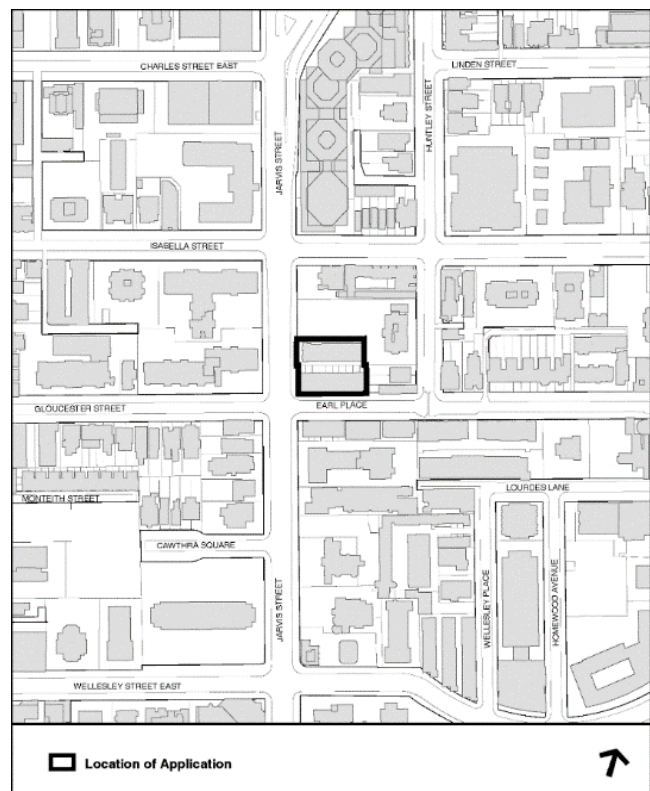 CHARLES STREET EAST
LINDEN STREET
JARVIS STREET
HUNTLEY STREET
ISABELLA STREET
GLOUCESTER STREET
EARL PLACE
MONTEITH STREET
LOURDES LANE
CAWTHRA SQUARE
JARVIS STREET
WELLESLEY PLACE
HOMEWOOD AVENUE
WELLESLEY STREET EAST
Location of Application